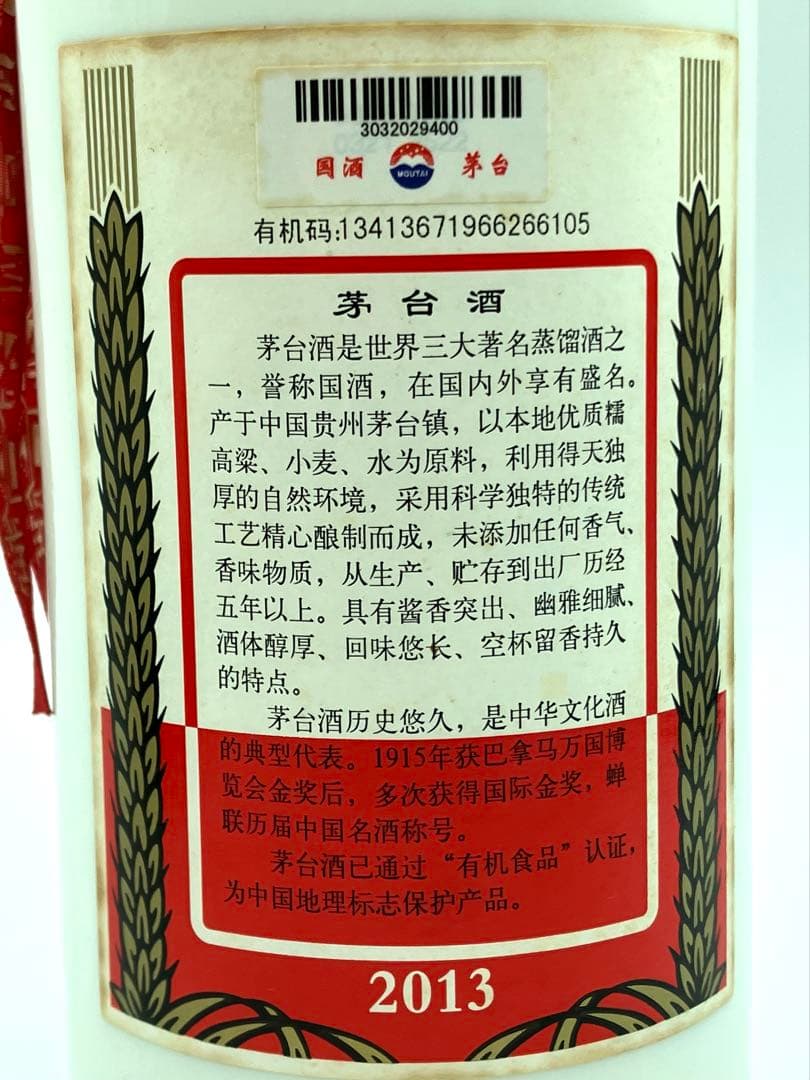 3032029400
国酒 MOUTAI 茅台
有机码:13413671966266105
茅台酒
茅台酒是世界三大著名蒸馏酒之
一，誉称国酒，在国内外享有盛名。
产于中国贵州茅台镇，以本地优质糯
高粱、小麦、水为原料，利用得天独
厚的自然环境，采用科学独特的传统
工艺精心酿制而成，未添加任何香气、
香味物质，从生产、贮存到出厂历经
五年以上。具有酱香突出、幽雅细腻、
酒体醇厚、回味悠长、空杯留香持久
的特点。
茅台酒历史悠久，是中华文化酒
的典型代表。1915年获巴拿马万国博
览会金奖后，多次获得国际金奖，蝉
联历届中国名酒称号。
茅台酒已通过“有机食品”认证，
为中国地理标志保护产品。
2013